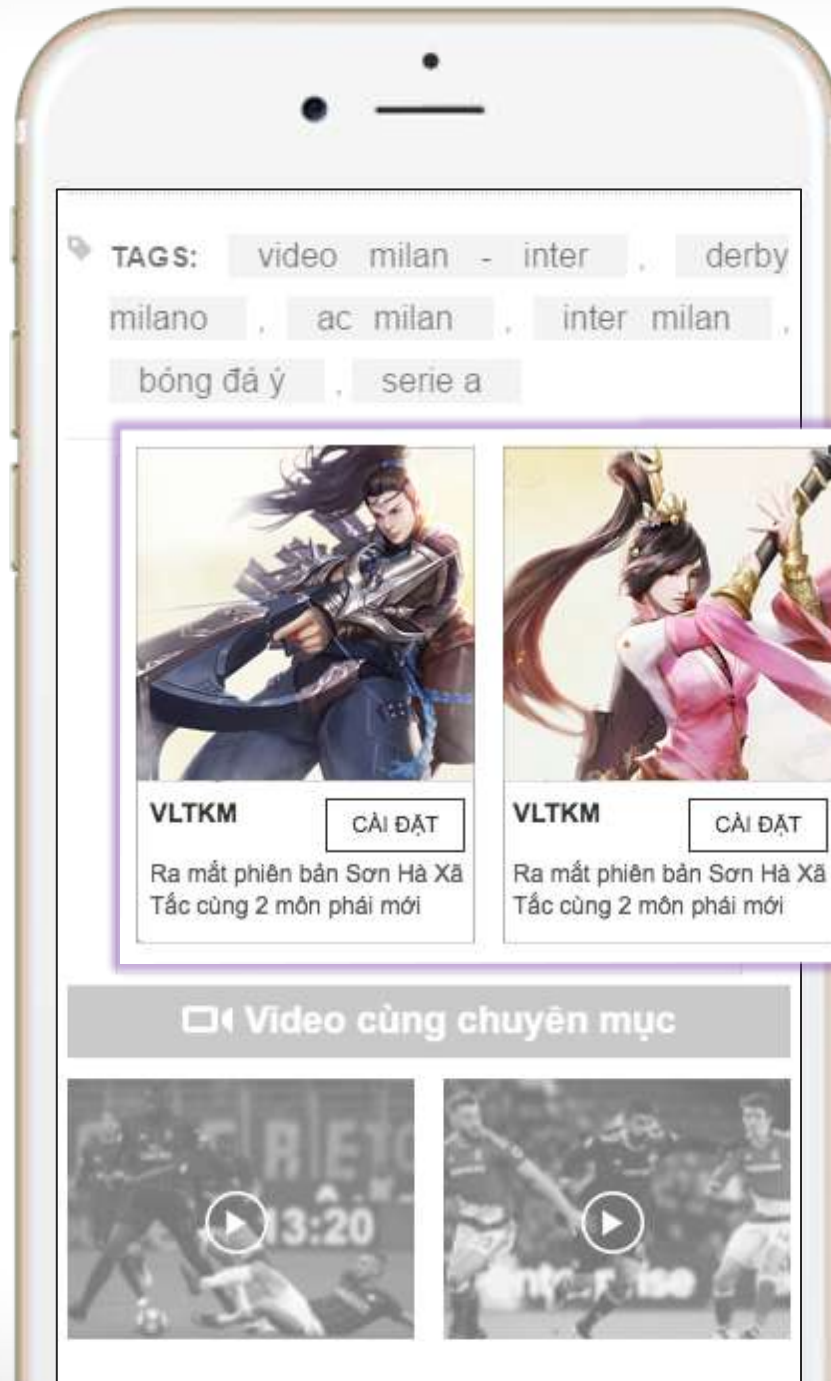 TAGS: video milan - inter , derby
milano , ac milan , inter milan ,
bóng đá ý , serie a
VLTKM CÀI ĐẶT
Ra mắt phiên bản Sơn Hà Xã
Tắc cùng 2 môn phái mới
VLTKM CÀI ĐẶT
Ra mắt phiên bản Sơn Hà Xã
Tắc cùng 2 môn phái mới
Video cùng chuyên mục
13:20